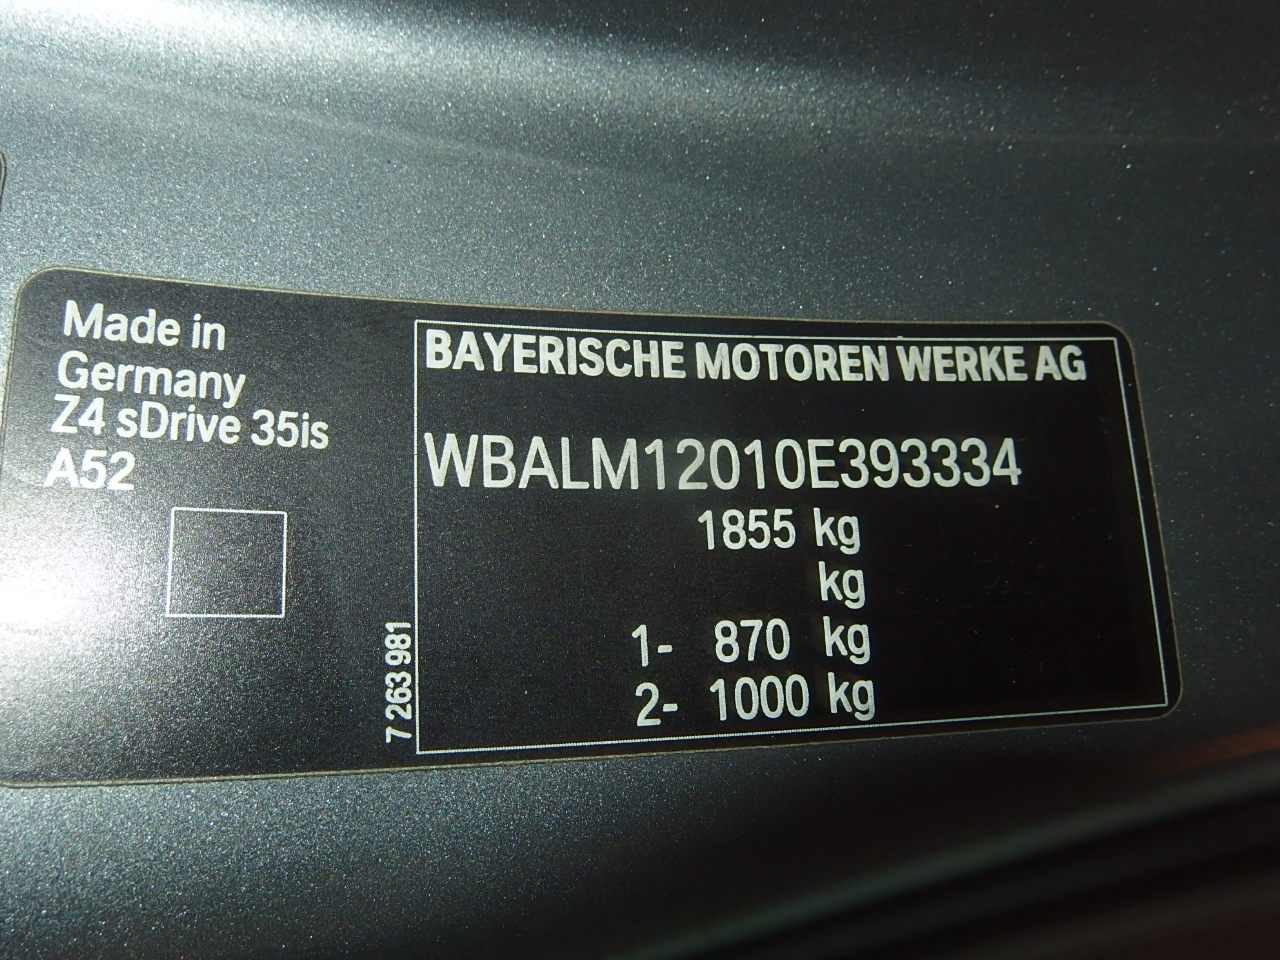 Made in
Germany
Z4 sDrive 35is
A52
7 263 981
BAYERISCHE MOTOREN WERKE AG
WBALM12010E393334
1855 kg
kg
1- 870 kg
2- 1000 kg